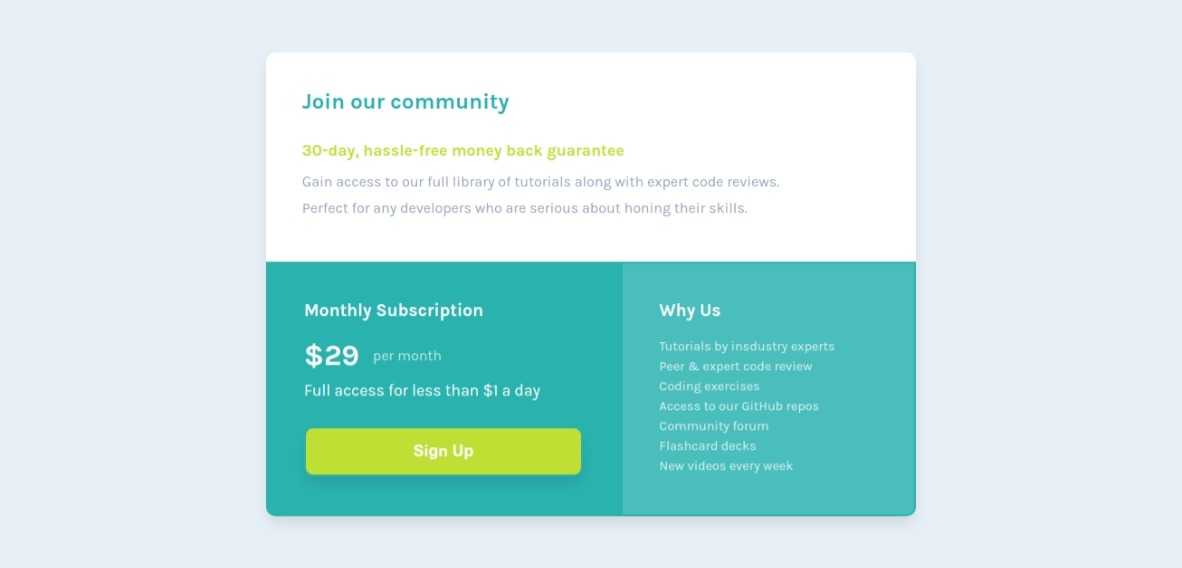 Join our community
30-day, hassle-free money back guarantee
Gain access to our full library of tutorials along with expert code reviews.
Perfect for any developers who are serious about honing their skills.
Monthly Subscription
$29 per month
Full access for less than $1 a day
Sign Up
Why Us
Tutorials by insdustry experts
Peer & expert code review
Coding exercises
Access to our GitHub repos
Community forum
Flashcard decks
New videos every week